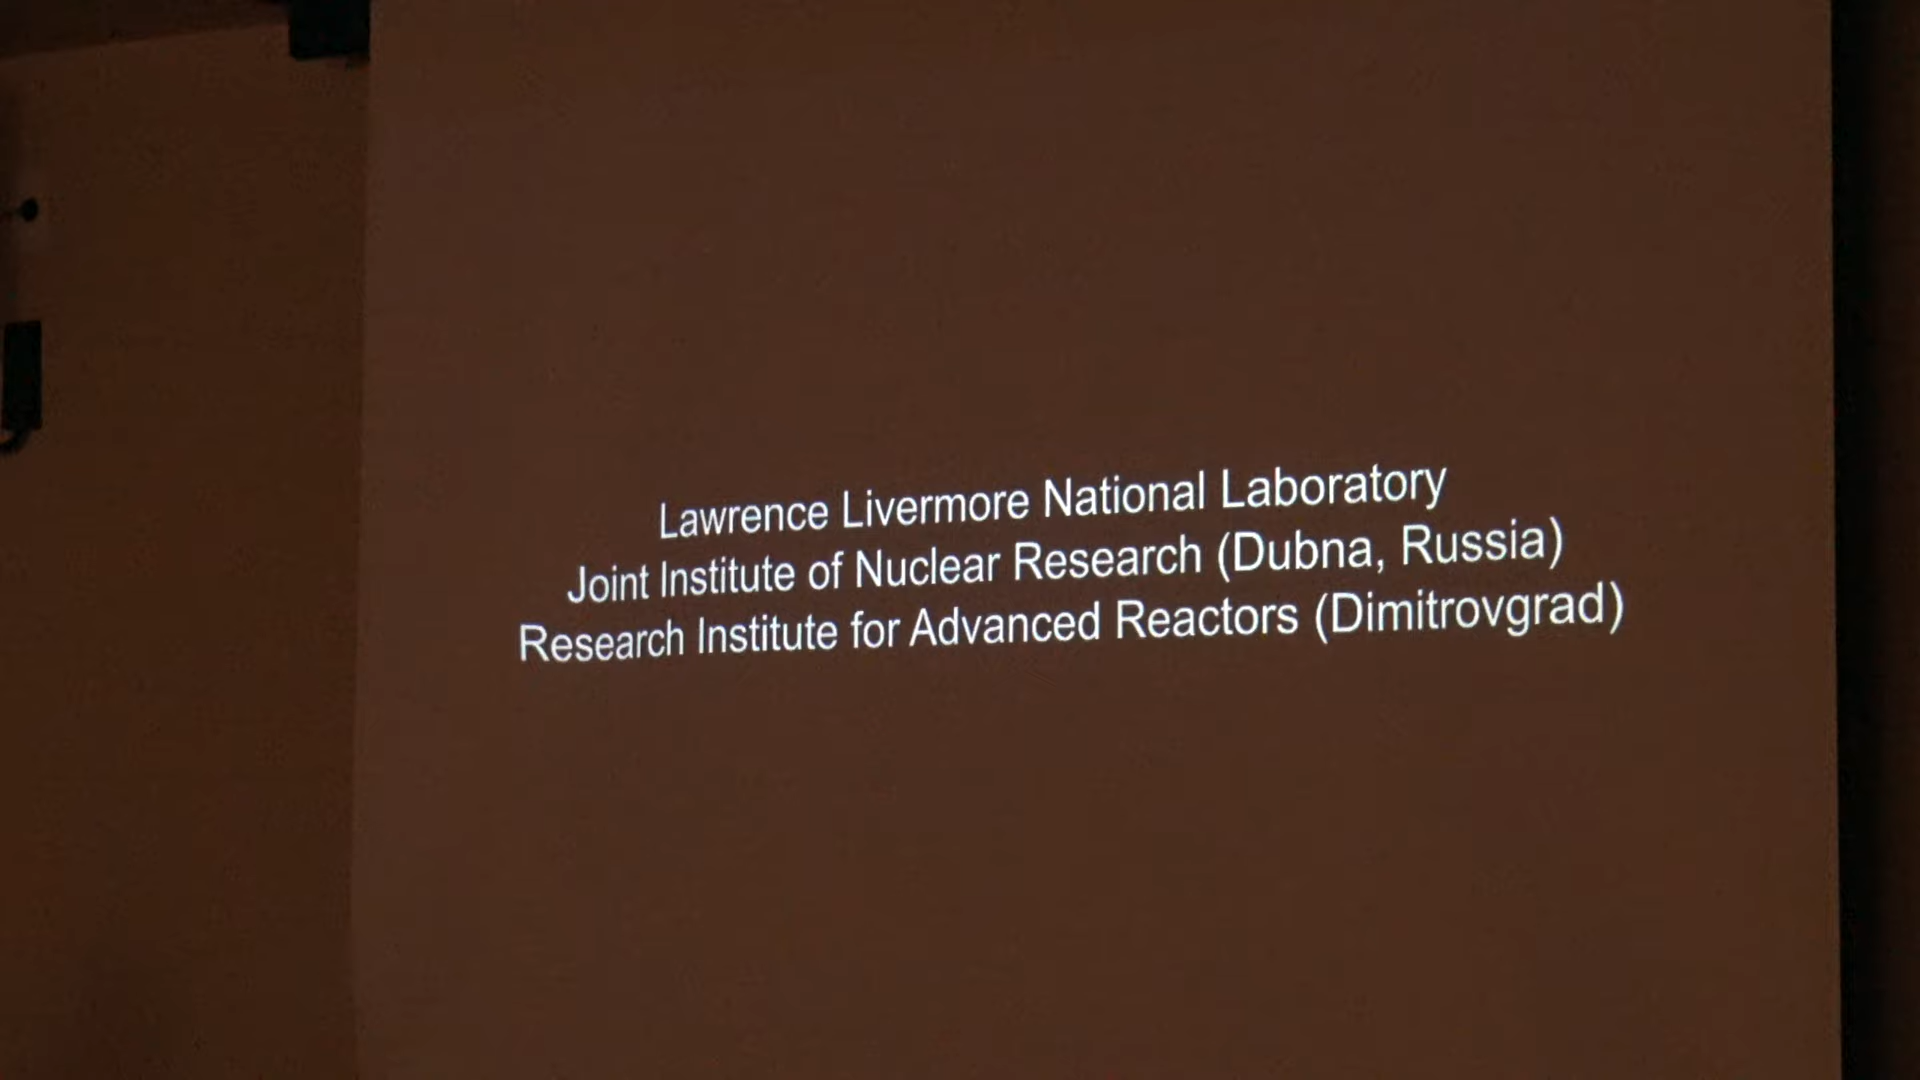 Lawrence Livermore National Laboratory
Joint Institute of Nuclear Research (Dubna, Russia)
Research Institute for Advanced Reactors (Dimitrovgrad)